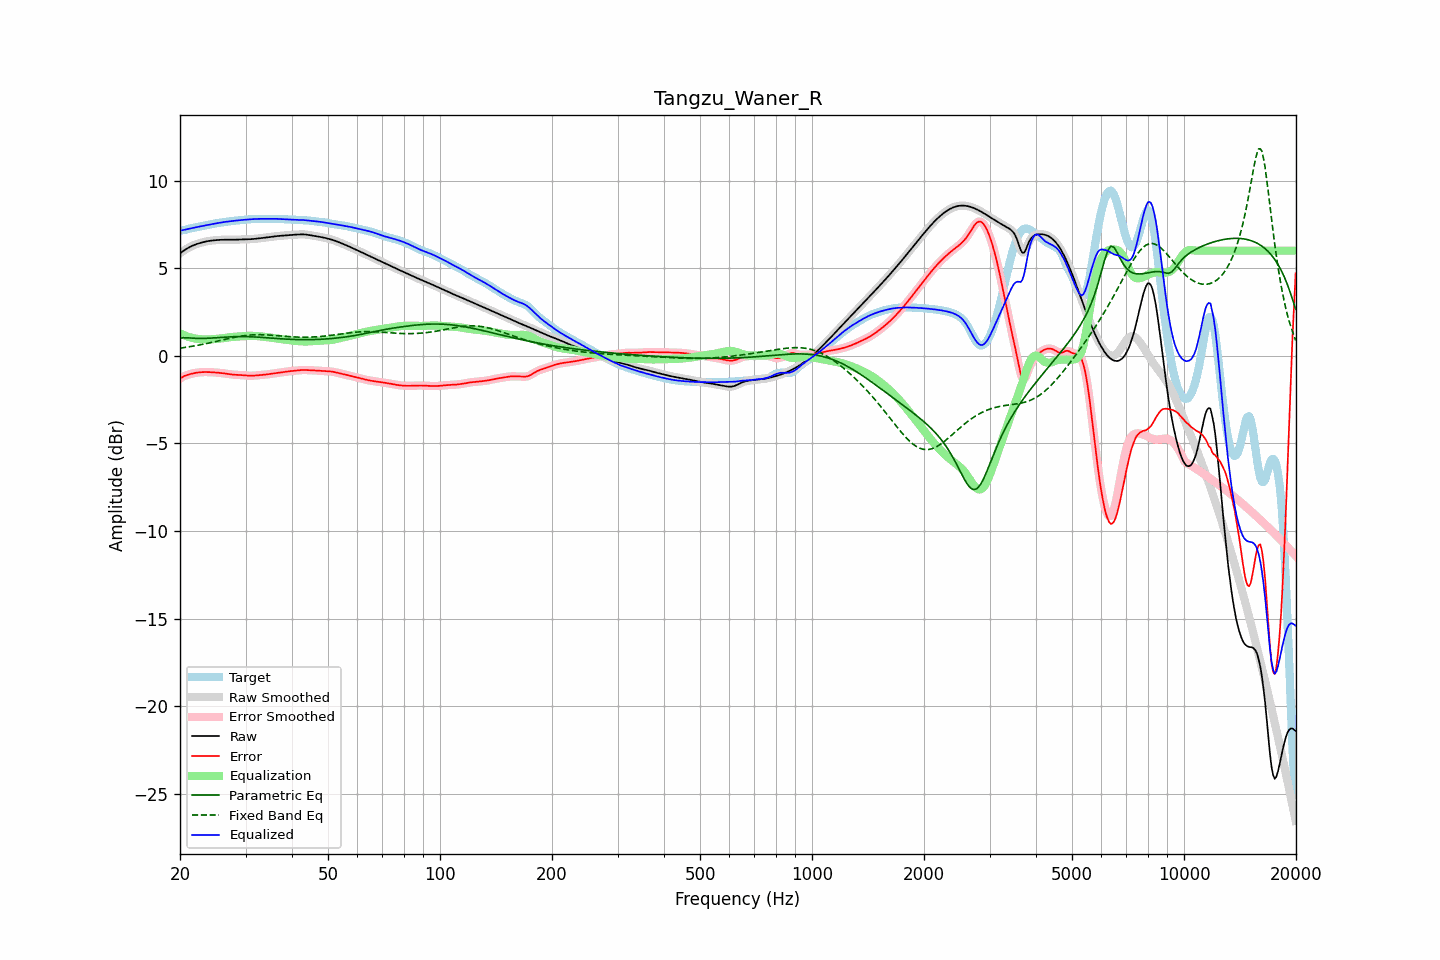 Tangzu_Waner_R
10
5
0
−5
−10
−15
−20
−25
Amplitude (dBr)
Target
Raw Smoothed
Error Smoothed
Raw
Error
Equalization
Parametric Eq
Fixed Band Eq
Equalized
20
50
100
200
500
1000
2000
5000
10000
20000
Frequency (Hz)